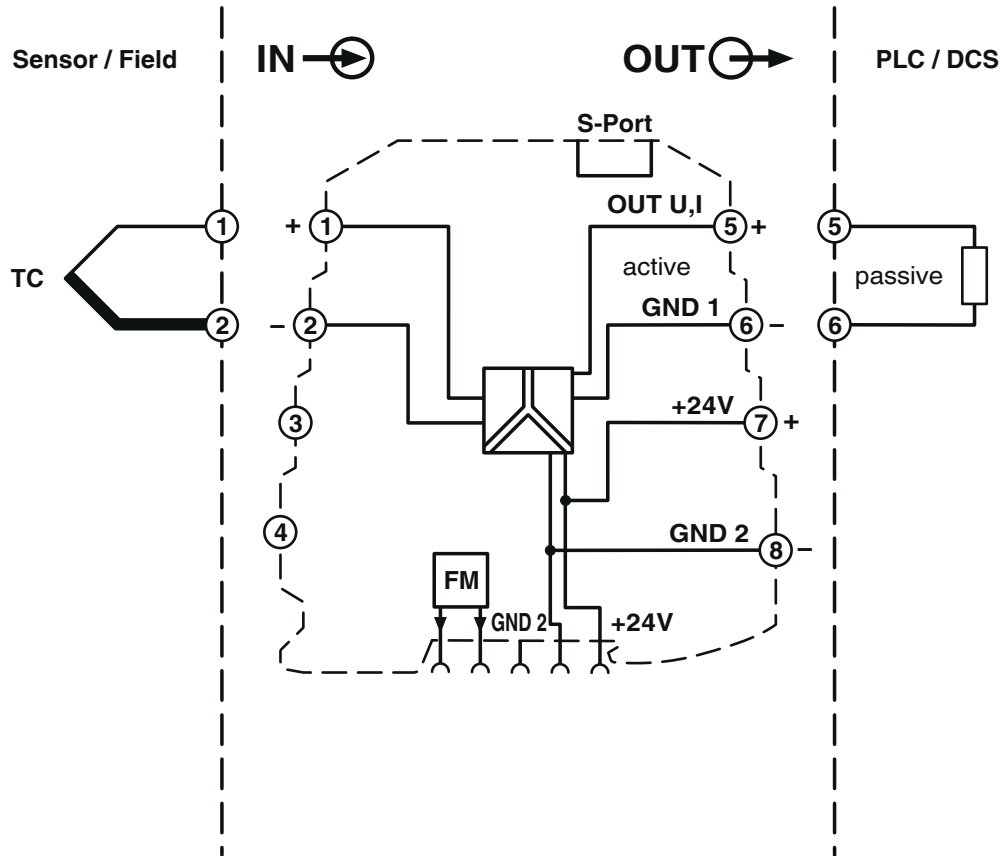 Sensor / Field
IN
OUT
PLC / DCS
S-Port
OUT U,I
1
+ 1
5 +
5
TC
active
passive
GND 1
2
– 2
6 –
6
+24V
3
7 +
GND 2
4
8 –
FM
GND 2
+24V